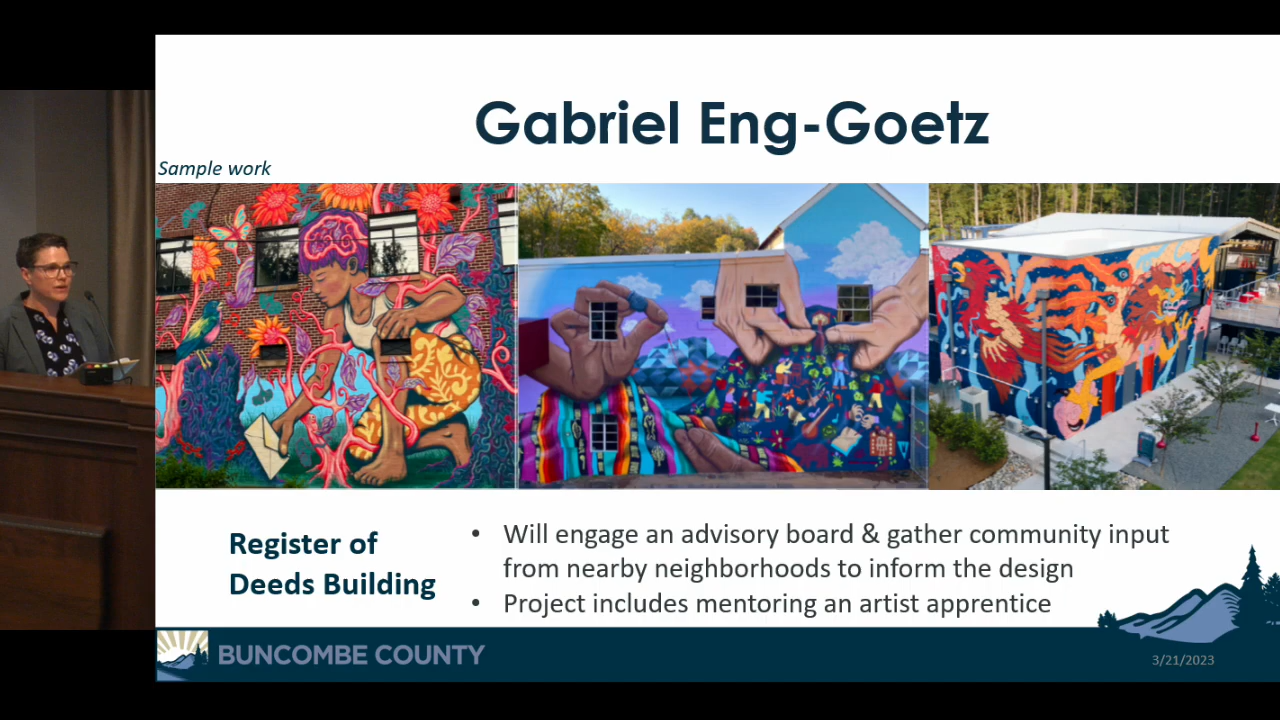 Gabriel Eng-Goetz
Sample work
Register of
Deeds Building
• Will engage an advisory board & gather community input
from nearby neighborhoods to inform the design
• Project includes mentoring an artist apprentice
BUNCOMBE COUNTY
3/21/2023